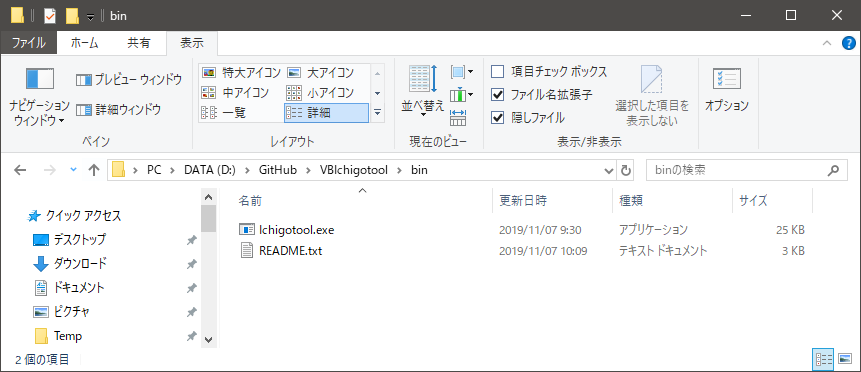 bin
ファイル ホーム 共有 表示
ナビゲーション ウィンドウ
プレビュー ウィンドウ
詳細ウィンドウ
ペイン
特大アイコン 大アイコン
中アイコン 小アイコン
一覧 詳細
レイアウト
並べ替え
現在のビュー
項目チェック ボックス
ファイル名拡張子
隠しファイル
選択した項目を
表示しない
表示/非表示
オプション
PC DATA (D:) GitHub VBIchigotool bin
binの検索
クイック アクセス
デスクトップ
ダウンロード
ドキュメント
ピクチャ
Temp
名前 更新日時 種類 サイズ
Ichigotool.exe 2019/11/07 9:30 アプリケーション 25 KB
README.txt 2019/11/07 10:09 テキスト ドキュメント 3 KB
2 個の項目